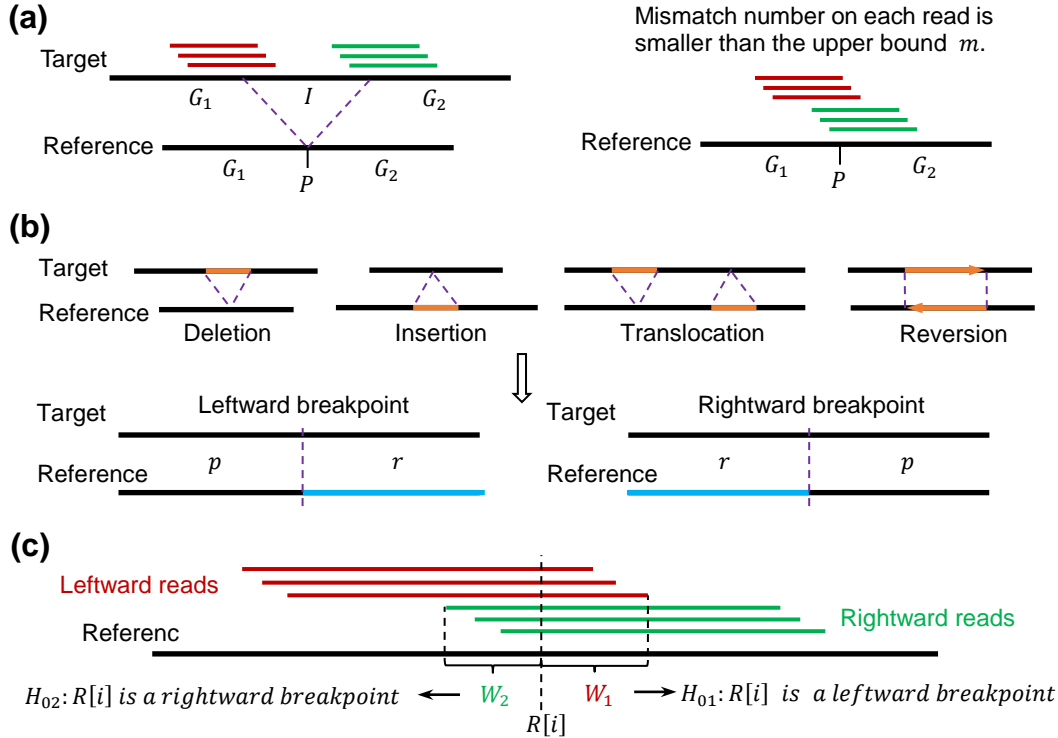 (a)
Target
G₁ I G₂
Reference
G₁ P G₂
Mismatch number on each read is
smaller than the upper bound m.
Reference
G₁ P G₂
(b)
Target
Reference
Deletion Insertion Translocation Reversion
Target Leftward breakpoint
Reference p r
Target Rightward breakpoint
Reference r p
(c)
Leftward reads
Rightward reads
Referenc
H₀₂: R[i] is a rightward breakpoint W₂ W₁ H₀₁: R[i] is a leftward breakpoint
R[i]